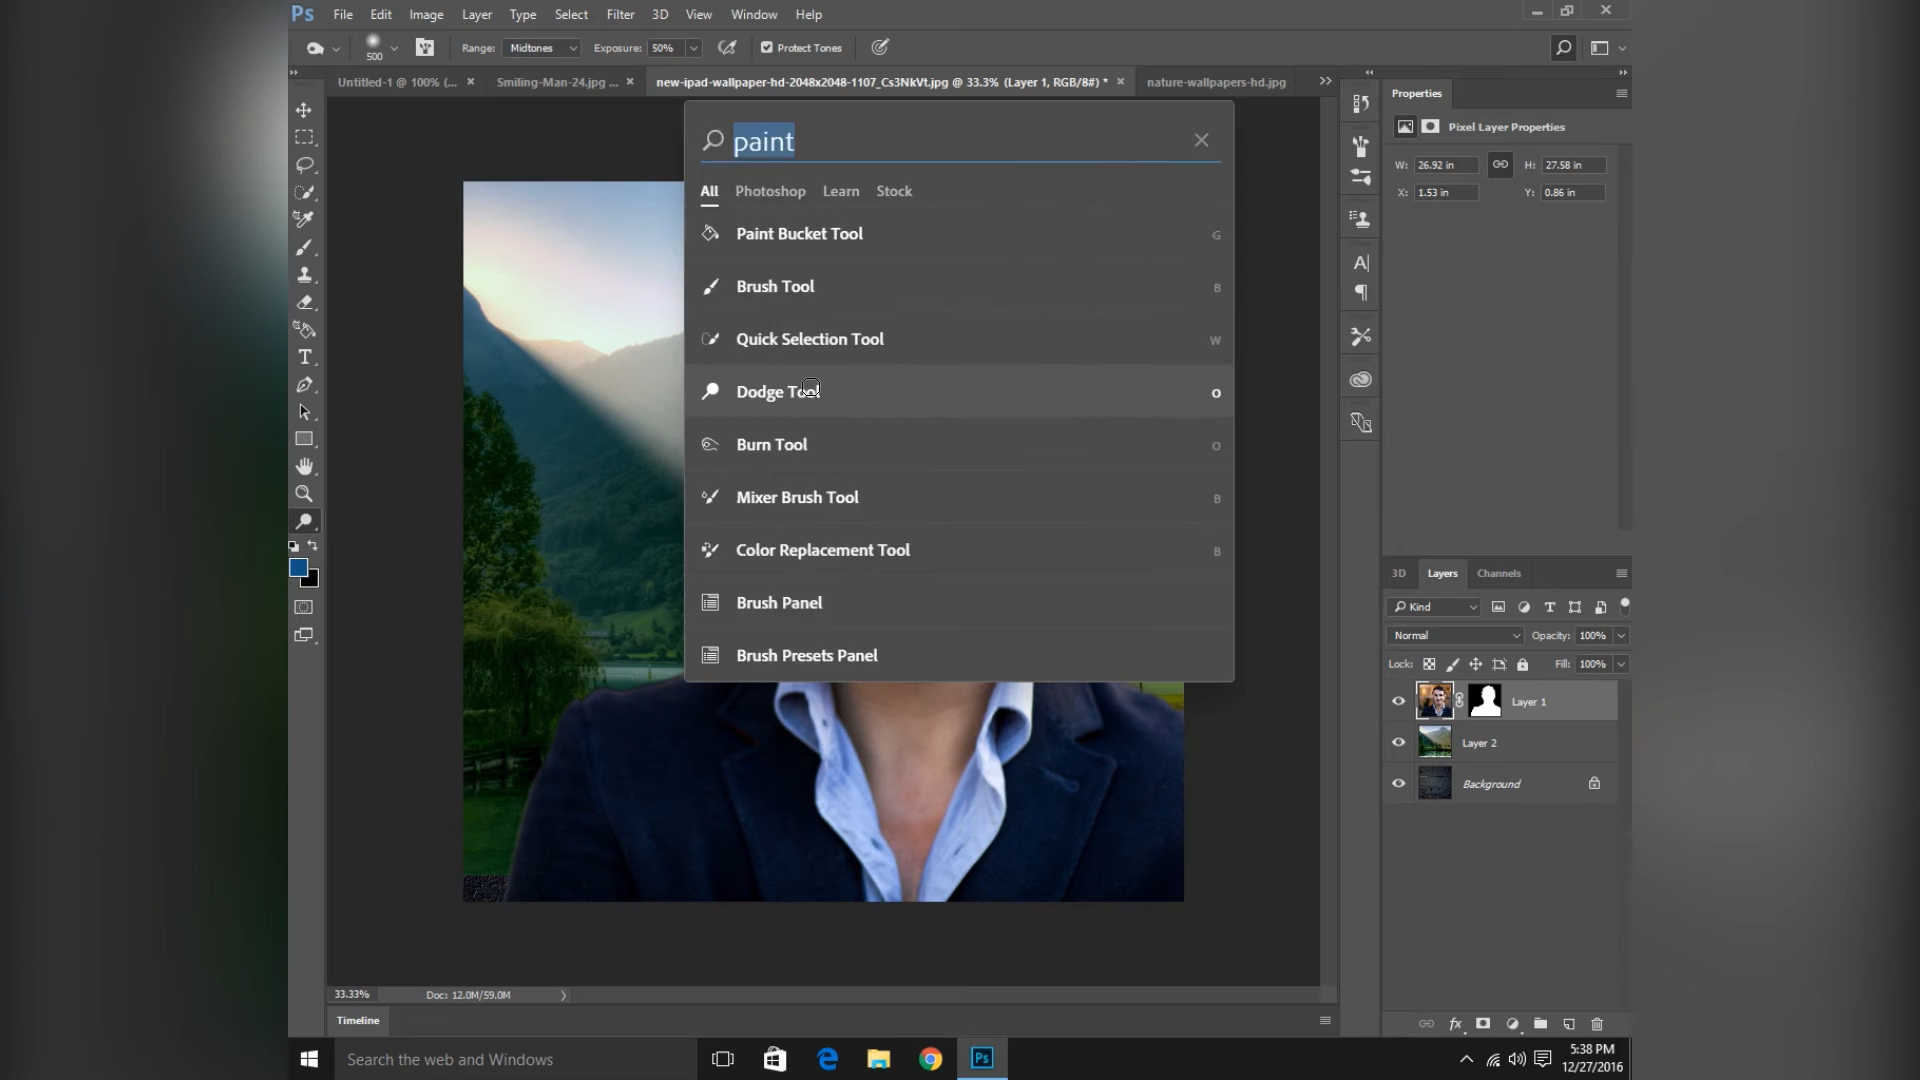 Ps File Edit Image Layer Type Select Filter 3D View Window Help
500 Range: Midtones Exposure: 50% Protect Tones
Untitled-1 @ 100% (... × Smiling-Man-24.jpg ... × new-ipad-wallpaper-hd-2048x2048-1107_Cs3NkVt.jpg @ 33.3% (Layer 1, RGB/8#) * × nature-wallpapers-hd.jpg
Properties
Pixel Layer Properties
W: 26.92 in H: 27.58 in
X: 1.53 in Y: 0.86 in
paint
All Photoshop Learn Stock
Paint Bucket Tool G
Brush Tool B
Quick Selection Tool W
Dodge Tool O
Burn Tool O
Mixer Brush Tool B
Color Replacement Tool B
Brush Panel
Brush Presets Panel
3D Layers Channels
Kind
Normal Opacity: 100%
Lock: Fill: 100%
Layer 1
Layer 2
Background
33.33% Doc: 12.0M/59.0M
Timeline
Search the web and Windows
Ps
5:38 PM
12/27/2016